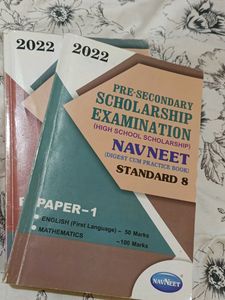 2022
2022
PRE-SECONDARY
SCHOLARSHIP
EXAMINATION
(HIGH SCHOOL SCHOLARSHIP)
NAVNEET
(DIGEST CUM PRACTICE BOOK)
STANDARD 8
PAPER-1
ENGLISH (First Language) – 50 Marks
MATHEMATICS – 100 Marks
NAVNEET